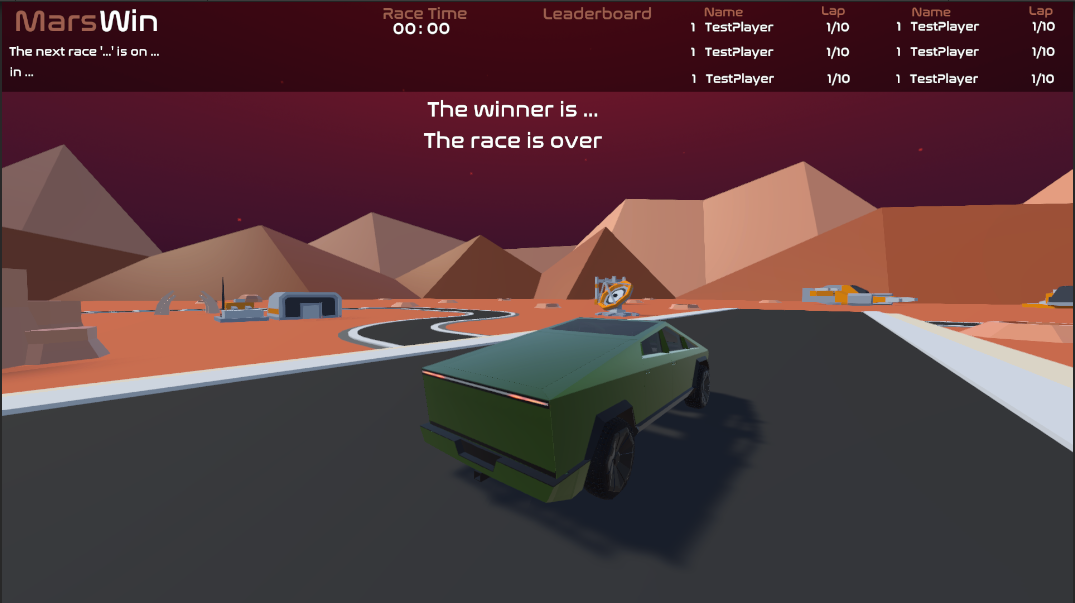 MarsWin
The next race '...' is on ...
in ...
Race Time
00:00
Leaderboard
Name Lap Name Lap
1 TestPlayer 1/10 1 TestPlayer 1/10
1 TestPlayer 1/10 1 TestPlayer 1/10
1 TestPlayer 1/10 1 TestPlayer 1/10
The winner is ...
The race is over